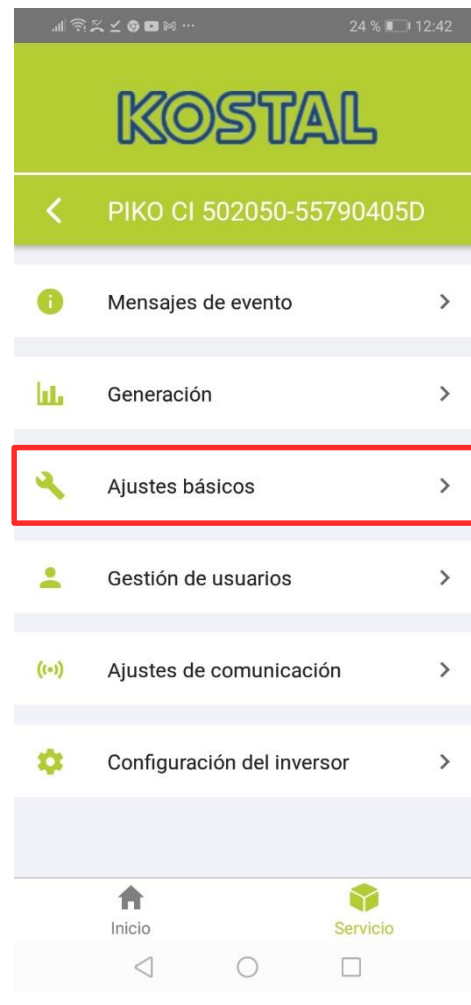 24 % 12:42
KOSTAL
PIKO CI 502050-55790405D
Mensajes de evento
Generación
Ajustes básicos
Gestión de usuarios
Ajustes de comunicación
Configuración del inversor
Inicio
Servicio